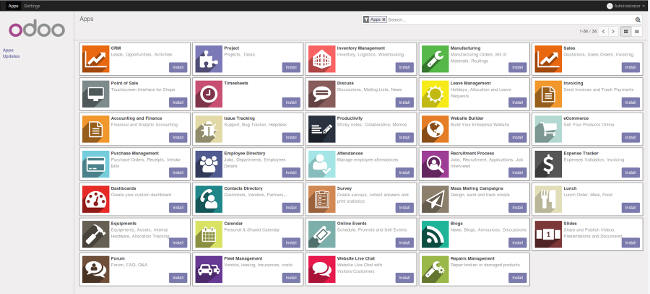 Apps Settings
Administrator
odoo
Apps
Updates
Apps
Apps Search...
1-36 / 36
CRM
Leads, Opportunities, Activities
Install
Project
Projects, Tasks
Install
Inventory Management
Inventory, Logistics, Warehousing
Install
Manufacturing
Manufacturing Orders, Bill of
Materials, Routings
Install
Sales
Quotations, Sales Orders, Invoicing
Install
Point of Sale
Touchscreen Interface for Shops
Install
Timesheets
Install
Discuss
Discussions, Mailing Lists, News
Install
Leave Management
Holidays, Allocation and Leave
Requests
Install
Invoicing
Send Invoices and Track Payments
Install
Accounting and Finance
Financial and Analytic Accounting
Install
Issue Tracking
Support, Bug Tracker, Helpdesk
Install
Productivity
Sticky notes, Collaborative, Memos
Install
Website Builder
Build Your Enterprise Website
Install
eCommerce
Sell Your Products Online
Install
Purchase Management
Purchase Orders, Receipts, Vendor
Bills
Install
Employee Directory
Jobs, Departments, Employees
Details
Install
Attendances
Manage employee attendances
Install
Recruitment Process
Jobs, Recruitment, Applications, Job
Interviews
Install
Expense Tracker
Expenses Validation, Invoicing
Install
Dashboards
Create your custom dashboard
Install
Contacts Directory
Customers, Vendors, Partners,...
Install
Survey
Create surveys, collect answers and
print statistics
Install
Mass Mailing Campaigns
Design, send and track emails
Install
Lunch
Lunch Order, Meal, Food
Install
Equipments
Equipments, Assets, Internal
Hardware, Allocation Tracking
Install
Calendar
Personal & Shared Calendar
Install
Online Events
Schedule, Promote and Sell Events
Install
Blogs
News, Blogs, Announces, Discussions
Install
Slides
Share and Publish Videos,
Presentations and Documents
Install
Forum
Forum, FAQ, Q&A
Install
Fleet Management
Vehicle, leasing, insurances, costs
Install
Website Live Chat
Live Chat with
Visitors/Customers
Install
Repairs Management
Repair broken or damaged products
Install